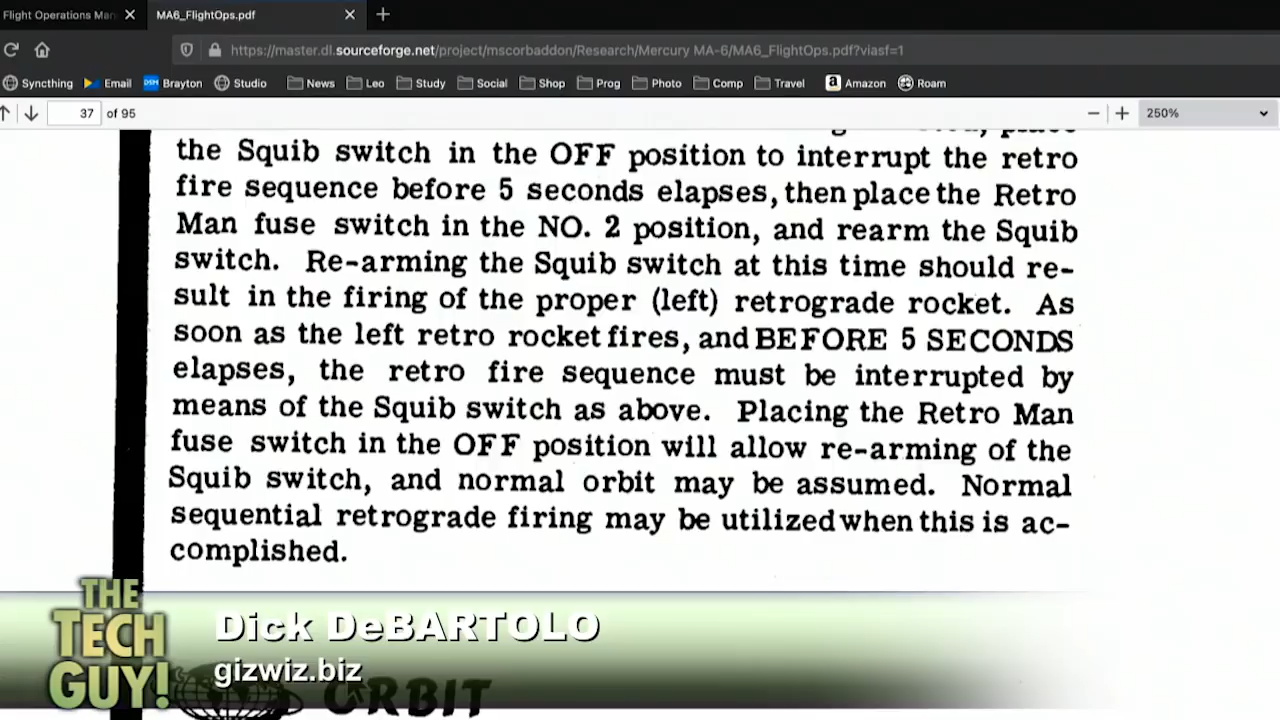 Flight Operations Man
MA6_FlightOps.pdf
https://master.dl.sourceforge.net/project/mscorbaddon/Research/Mercury MA-6/MA6_FlightOps.pdf?viasf=1
Syncthing Email Brayton Studio News Leo Study Social Shop Prog Photo Comp Travel Amazon Roam
37 of 95 250%
the Squib switch in the OFF position to interrupt the retro
fire sequence before 5 seconds elapses, then place the Retro
Man fuse switch in the NO. 2 position, and rearm the Squib
switch. Re-arming the Squib switch at this time should re-
sult in the firing of the proper (left) retrograde rocket. As
soon as the left retro rocket fires, and BEFORE 5 SECONDS
elapses, the retro fire sequence must be interrupted by
means of the Squib switch as above. Placing the Retro Man
fuse switch in the OFF position will allow re-arming of the
Squib switch, and normal orbit may be assumed. Normal
sequential retrograde firing may be utilized when this is ac-
complished.
THE
TECH
GUY!
Dick DeBARTOLO
gizwiz.biz
ORBIT